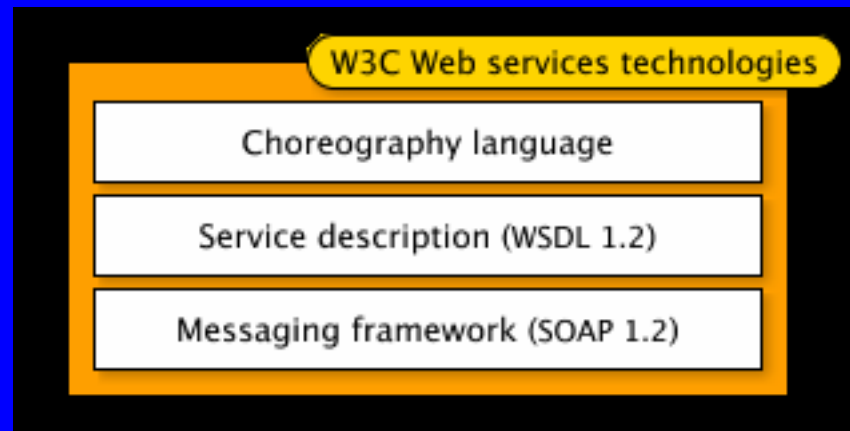 W3C Web services technologies
Choreography language
Service description (WSDL 1.2)
Messaging framework (SOAP 1.2)